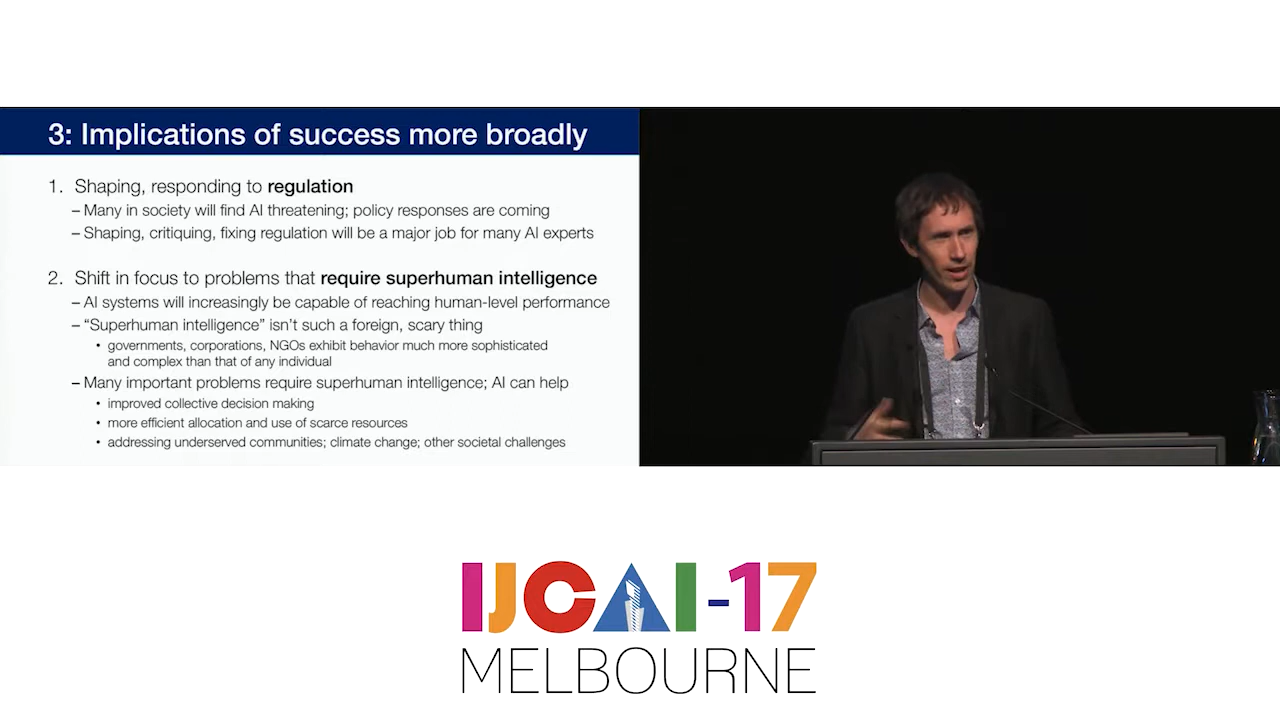 3: Implications of success more broadly
1. Shaping, responding to regulation
– Many in society will find AI threatening; policy responses are coming
– Shaping, critiquing, fixing regulation will be a major job for many AI experts
2. Shift in focus to problems that require superhuman intelligence
– AI systems will increasingly be capable of reaching human-level performance
– “Superhuman intelligence” isn’t such a foreign, scary thing
• governments, corporations, NGOs exhibit behavior much more sophisticated
and complex than that of any individual
– Many important problems require superhuman intelligence; AI can help
• improved collective decision making
• more efficient allocation and use of scarce resources
• addressing underserved communities; climate change; other societal challenges
IJCAI-17
MELBOURNE